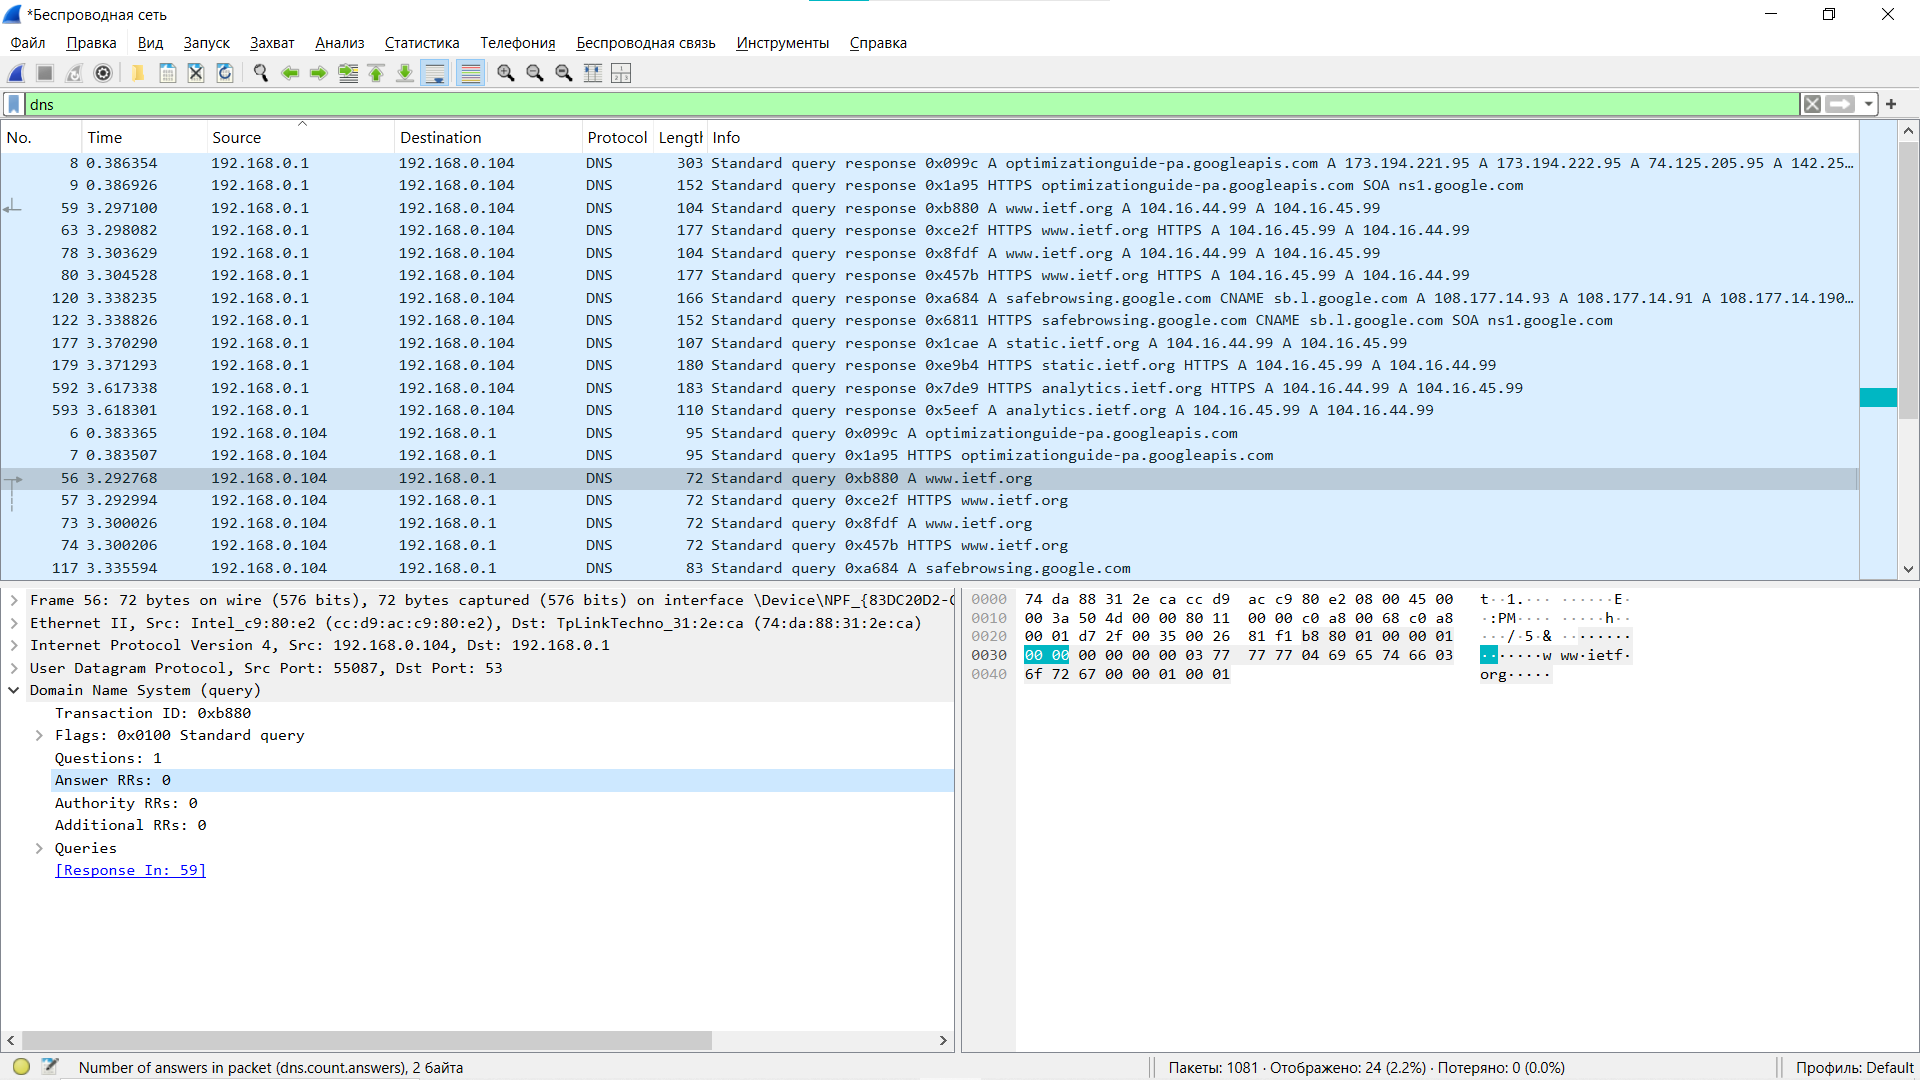 *Беспроводная сеть
Файл Правка Вид Запуск Захват Анализ Статистика Телефония Беспроводная связь Инструменты Справка
dns
No. Time Source Destination Protocol Length Info
8 0.386354 192.168.0.1 192.168.0.104 DNS 303 Standard query response 0x099c A optimizationguide-pa.googleapis.com A 173.194.221.95 A 173.194.222.95 A 74.125.205.95 A 142.25…
9 0.386926 192.168.0.1 192.168.0.104 DNS 152 Standard query response 0x1a95 HTTPS optimizationguide-pa.googleapis.com SOA ns1.google.com
59 3.297100 192.168.0.1 192.168.0.104 DNS 104 Standard query response 0xb880 A www.ietf.org A 104.16.44.99 A 104.16.45.99
63 3.298082 192.168.0.1 192.168.0.104 DNS 177 Standard query response 0xce2f HTTPS www.ietf.org HTTPS A 104.16.45.99 A 104.16.44.99
78 3.303629 192.168.0.1 192.168.0.104 DNS 104 Standard query response 0x8fdf A www.ietf.org A 104.16.44.99 A 104.16.45.99
80 3.304528 192.168.0.1 192.168.0.104 DNS 177 Standard query response 0x457b HTTPS www.ietf.org HTTPS A 104.16.45.99 A 104.16.44.99
120 3.338235 192.168.0.1 192.168.0.104 DNS 166 Standard query response 0xa684 A safebrowsing.google.com CNAME sb.l.google.com A 108.177.14.93 A 108.177.14.91 A 108.177.14.190…
122 3.338826 192.168.0.1 192.168.0.104 DNS 152 Standard query response 0x6811 HTTPS safebrowsing.google.com CNAME sb.l.google.com SOA ns1.google.com
177 3.370290 192.168.0.1 192.168.0.104 DNS 107 Standard query response 0x1cae A static.ietf.org A 104.16.44.99 A 104.16.45.99
179 3.371293 192.168.0.1 192.168.0.104 DNS 180 Standard query response 0xe9b4 HTTPS static.ietf.org HTTPS A 104.16.45.99 A 104.16.44.99
592 3.617338 192.168.0.1 192.168.0.104 DNS 183 Standard query response 0x7de9 HTTPS analytics.ietf.org HTTPS A 104.16.44.99 A 104.16.45.99
593 3.618301 192.168.0.1 192.168.0.104 DNS 110 Standard query response 0x5eef A analytics.ietf.org A 104.16.45.99 A 104.16.44.99
6 0.383365 192.168.0.104 192.168.0.1 DNS 95 Standard query 0x099c A optimizationguide-pa.googleapis.com
7 0.383507 192.168.0.104 192.168.0.1 DNS 95 Standard query 0x1a95 HTTPS optimizationguide-pa.googleapis.com
56 3.292768 192.168.0.104 192.168.0.1 DNS 72 Standard query 0xb880 A www.ietf.org
57 3.292994 192.168.0.104 192.168.0.1 DNS 72 Standard query 0xce2f HTTPS www.ietf.org
73 3.300026 192.168.0.104 192.168.0.1 DNS 72 Standard query 0x8fdf A www.ietf.org
74 3.300206 192.168.0.104 192.168.0.1 DNS 72 Standard query 0x457b HTTPS www.ietf.org
117 3.335594 192.168.0.104 192.168.0.1 DNS 83 Standard query 0xa684 A safebrowsing.google.com
Frame 56: 72 bytes on wire (576 bits), 72 bytes captured (576 bits) on interface \Device\NPF_{83DC20D2-
Ethernet II, Src: Intel_c9:80:e2 (cc:d9:ac:c9:80:e2), Dst: TpLinkTechno_31:2e:ca (74:da:88:31:2e:ca)
Internet Protocol Version 4, Src: 192.168.0.104, Dst: 192.168.0.1
User Datagram Protocol, Src Port: 55087, Dst Port: 53
Domain Name System (query)
Transaction ID: 0xb880
Flags: 0x0100 Standard query
Questions: 1
Answer RRs: 0
Authority RRs: 0
Additional RRs: 0
Queries
[Response In: 59]
0000 74 da 88 31 2e ca cc d9 ac c9 80 e2 08 00 45 00 t··1.··· ······E·
0010 00 3a 50 4d 00 00 80 11 00 00 c0 a8 00 68 c0 a8 ·:PM···· ·····h··
0020 00 01 d7 2f 00 35 00 26 81 f1 b8 80 01 00 00 01 ···/·5·& ········
0030 00 00 00 00 00 00 03 77 77 77 04 69 65 74 66 03 ·······w ww·ietf·
0040 6f 72 67 00 00 01 00 01 org·····
Number of answers in packet (dns.count.answers), 2 байта
Пакеты: 1081 · Отображено: 24 (2.2%) · Потеряно: 0 (0.0%)
Профиль: Default